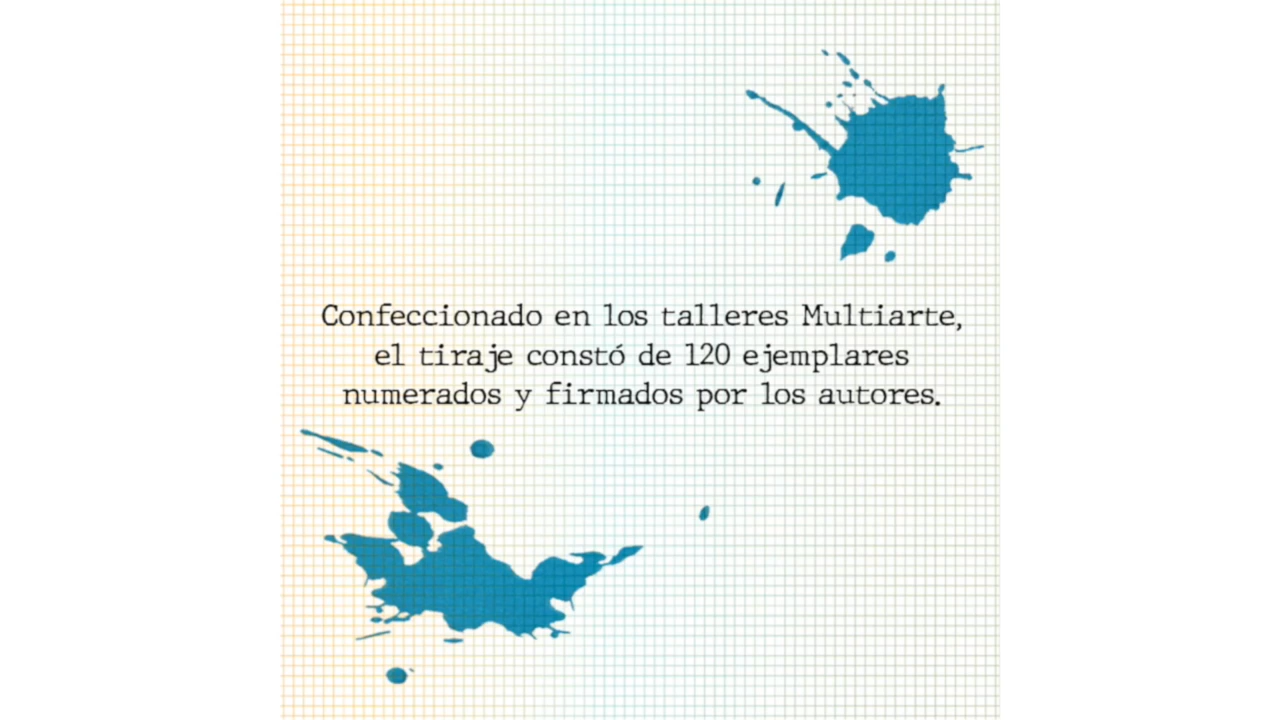 Confeccionado en los talleres Multiarte,
el tiraje constó de 120 ejemplares
numerados y firmados por los autores.